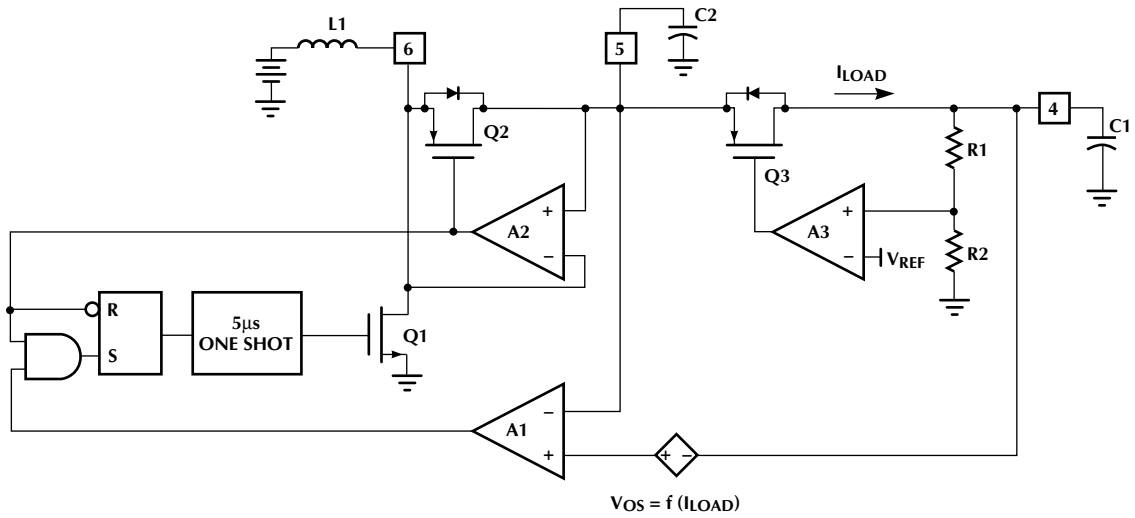 L1
6
5
C2
I LOAD
4
C1
Q2
Q3
R1
+
A2
−
+
A3
−
VREF
R2
R
S
5µs
ONE SHOT
Q1
−
A1
+
+ −
VOS = f (ILOAD)